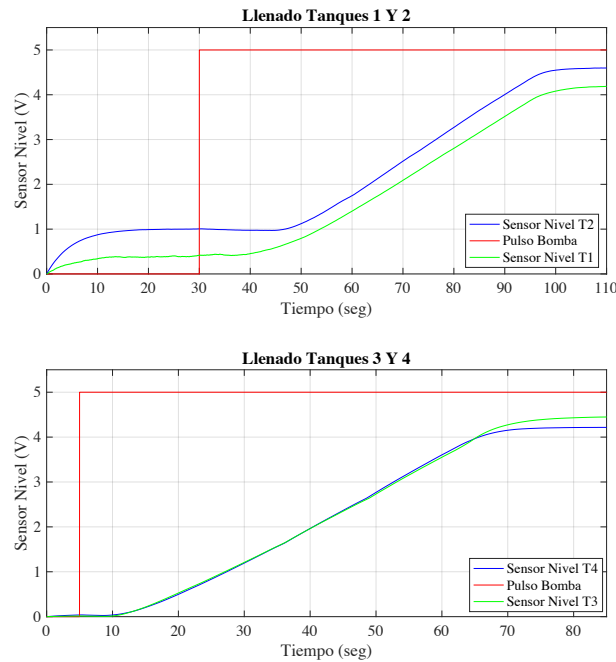 Llenado Tanques 1 Y 2
Sensor Nivel (V)
5
4
3
2
1
0
Sensor Nivel T2
Pulso Bomba
Sensor Nivel T1
0 10 20 30 40 50 60 70 80 90 100 110
Tiempo (seg)
Llenado Tanques 3 Y 4
Sensor Nivel (V)
5
4
3
2
1
0
Sensor Nivel T4
Pulso Bomba
Sensor Nivel T3
0 10 20 30 40 50 60 70 80
Tiempo (seg)